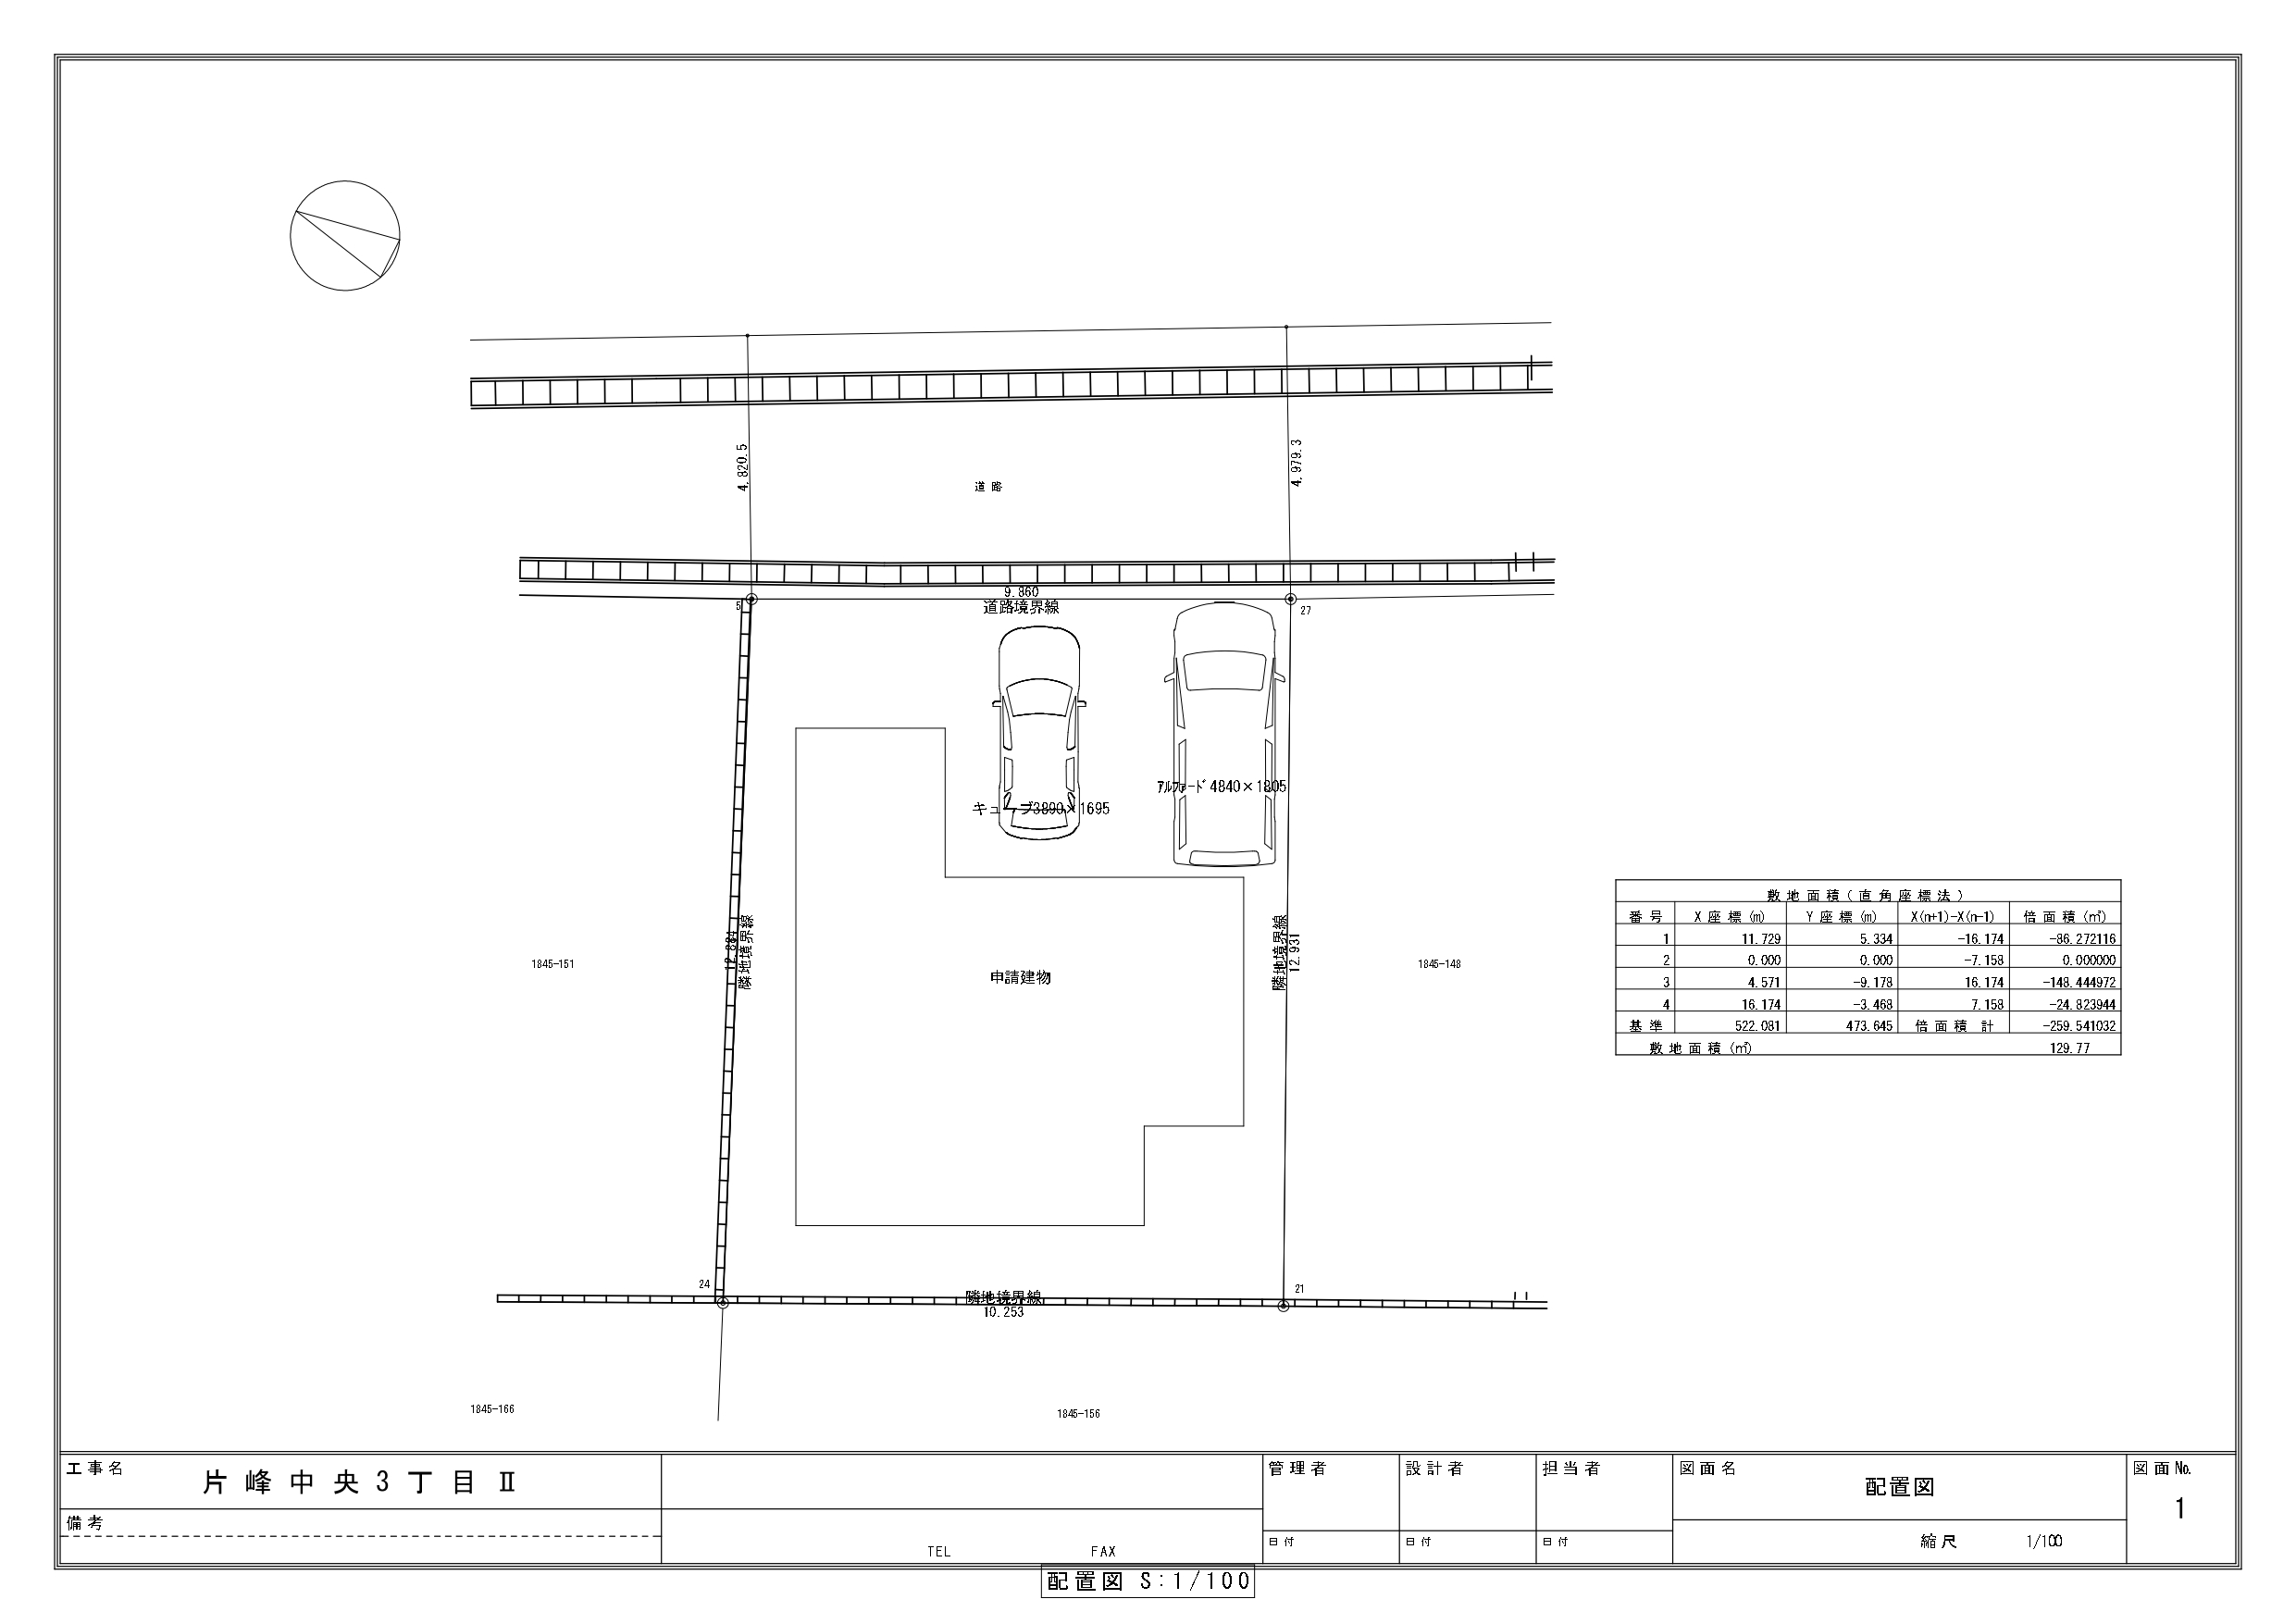 4,820.5
4,979.3
道 路
9.860
道路境界線
5
27
ｱﾙﾌｧｰﾄﾞ4840×1805
キューブ3890×1695
隣地境界線
隣地境界線
12.931
1845-151
申請建物
1845-148
敷 地 面 積 ( 直 角 座 標 法 )
番 号 X 座 標 (m) Y 座 標 (m) X(n+1)-X(n-1) 倍 面 積 (㎡)
1 11.729 5.334 -16.174 -86.272116
2 0.000 0.000 -7.158 0.000000
3 4.571 -9.178 16.174 -148.444972
4 16.174 -3.468 7.158 -24.823944
基 準 522.081 473.645 倍 面 積 計 -259.541032
敷 地 面 積 (㎡) 129.77
24
21
隣地境界線
10.253
1845-166
1845-156
工 事 名 片 峰 中 央 3 丁 目 Ⅱ
備 考
TEL FAX
管 理 者 設 計 者 担 当 者
日 付 日 付 日 付
図 面 名 配置図
縮 尺 1/100
図 面 №
1
配 置 図 S:1/100